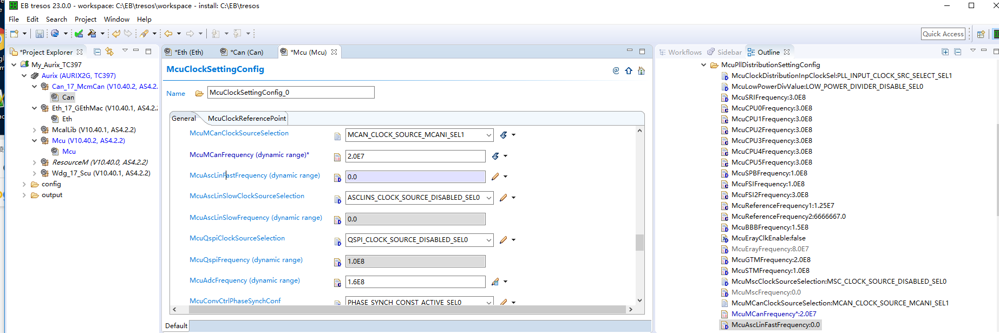 EB tresos 23.0.0 - workspace: C:\EB\tresos\workspace - install: C:\EB\tresos
File Edit Search Project Window Help
Quick Access
*Project Explorer
My_Aurix_TC397
Aurix (AURIX2G, TC397)
Can_17_McmCan (V10.40.2, AS4.2.
Can
Eth_17_GEthMac (V10.40.1, AS4.2.
Eth
McalLib (V10.40.1, AS4.2.2)
Mcu (V10.40.2, AS4.2.2)
Mcu
ResourceM (V10.40.0, AS4.2.2)
Wdg_17_Scu (V10.40.1, AS4.2.2)
config
output
*Eth (Eth) *Can (Can) *Mcu (Mcu)
McuClockSettingConfig
Name McuClockSettingConfig_0
General McuClockReferencePoint
McuMCanClockSourceSelection MCAN_CLOCK_SOURCE_MCANI_SEL1
McuMCanFrequency (dynamic range)* 2.0E7
McuAscLinFastFrequency (dynamic range) 0.0
McuAscLinSlowClockSourceSelection ASCLINS_CLOCK_SOURCE_DISABLED_SEL0
McuAscLinSlowFrequency (dynamic range) 0.0
McuQspiClockSourceSelection QSPI_CLOCK_SOURCE_DISABLED_SEL0
McuQspiFrequency (dynamic range) 1.0E8
McuAdcFrequency (dynamic range) 1.6E8
McuConvCtrlPhaseSynchConf PHASE_SYNCH_CONST_ACTIVE_SEL0
Default
Workflows Sidebar Outline
McuPllDistributionSettingConfig
McuClockDistributionInpClockSel:PLL_INPUT_CLOCK_SRC_SELECT_SEL1
McuLowPowerDivValue:LOW_POWER_DIVIDER_DISABLE_SEL0
McuSRIFrequency:3.0E8
McuCPU0Frequency:3.0E8
McuCPU1Frequency:3.0E8
McuCPU2Frequency:3.0E8
McuCPU3Frequency:3.0E8
McuCPU4Frequency:3.0E8
McuCPU5Frequency:3.0E8
McuSPBFrequency:1.0E8
McuFSIFrequency:1.0E8
McuFSI2Frequency:3.0E8
McuReferenceFrequency1:1.25E7
McuReferenceFrequency2:6666667.0
McuBBBFrequency:1.5E8
McuErayClkEnable:false
McuErayFrequency:8.0E7
McuGTMFrequency:2.0E8
McuSTMFrequency:1.0E8
McuMscClockSourceSelection:MSC_CLOCK_SOURCE_DISABLED_SEL0
McuMscFrequency:0.0
McuMCanClockSourceSelection:MCAN_CLOCK_SOURCE_MCANI_SEL1
McuMCanFrequency*:2.0E7
McuAscLinFastFrequency:0.0